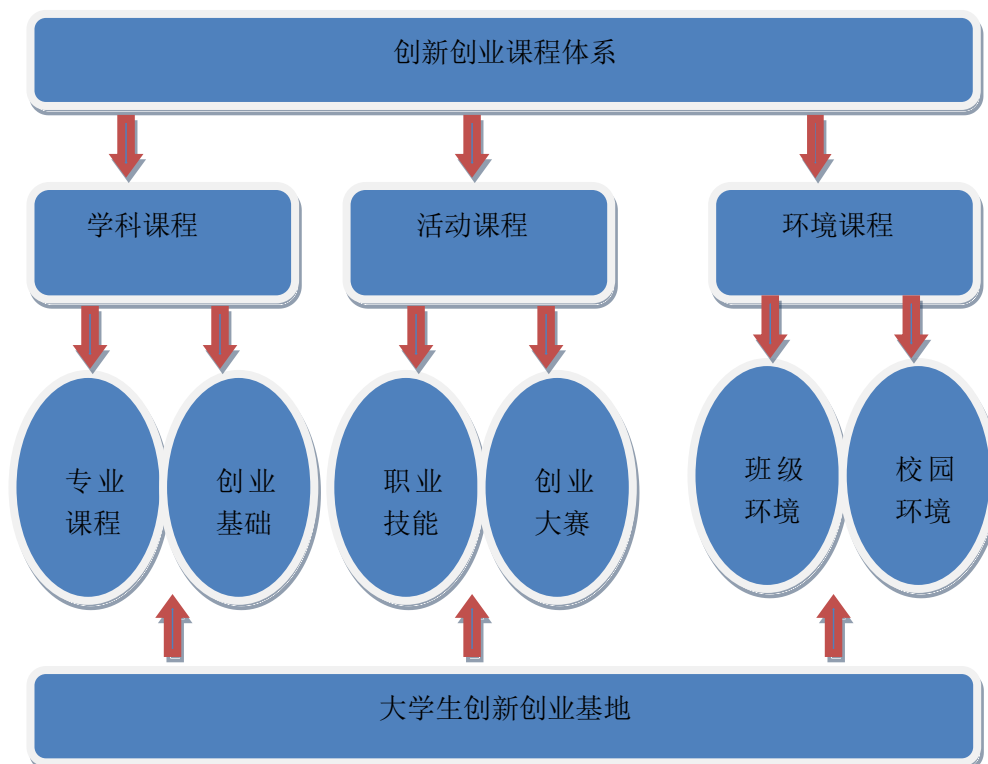 创新创业课程体系
学科课程
活动课程
环境课程
专业
课程
创业
基础
职业
技能
创业
大赛
班级
环境
校园
环境
大学生创新创业基地